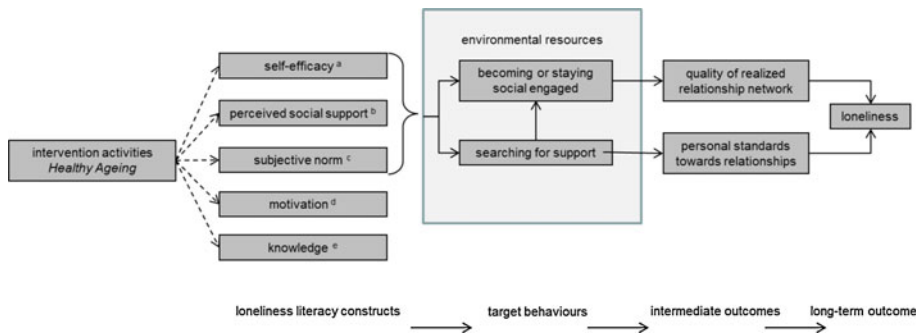 environmental resources
self-efficacy a
becoming or staying
social engaged
quality of realized
relationship network
perceived social support b
loneliness
intervention activities
Healthy Ageing
subjective norm c
searching for support
personal standards
towards relationships
motivation d
knowledge e
loneliness literacy constructs
target behaviours
intermediate outcomes
long-term outcome